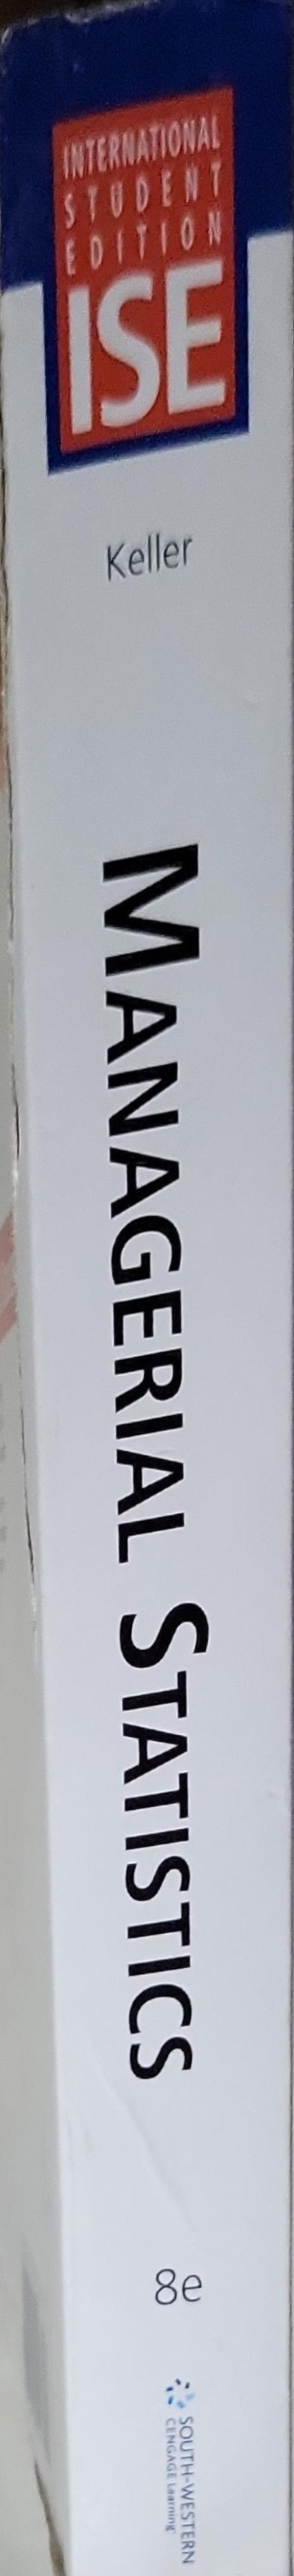 INTERNATIONAL
STUDENT
EDITION
ISE
Keller
MANAGERIAL STATISTICS
8e
SOUTH-WESTERN
CENGAGE Learning